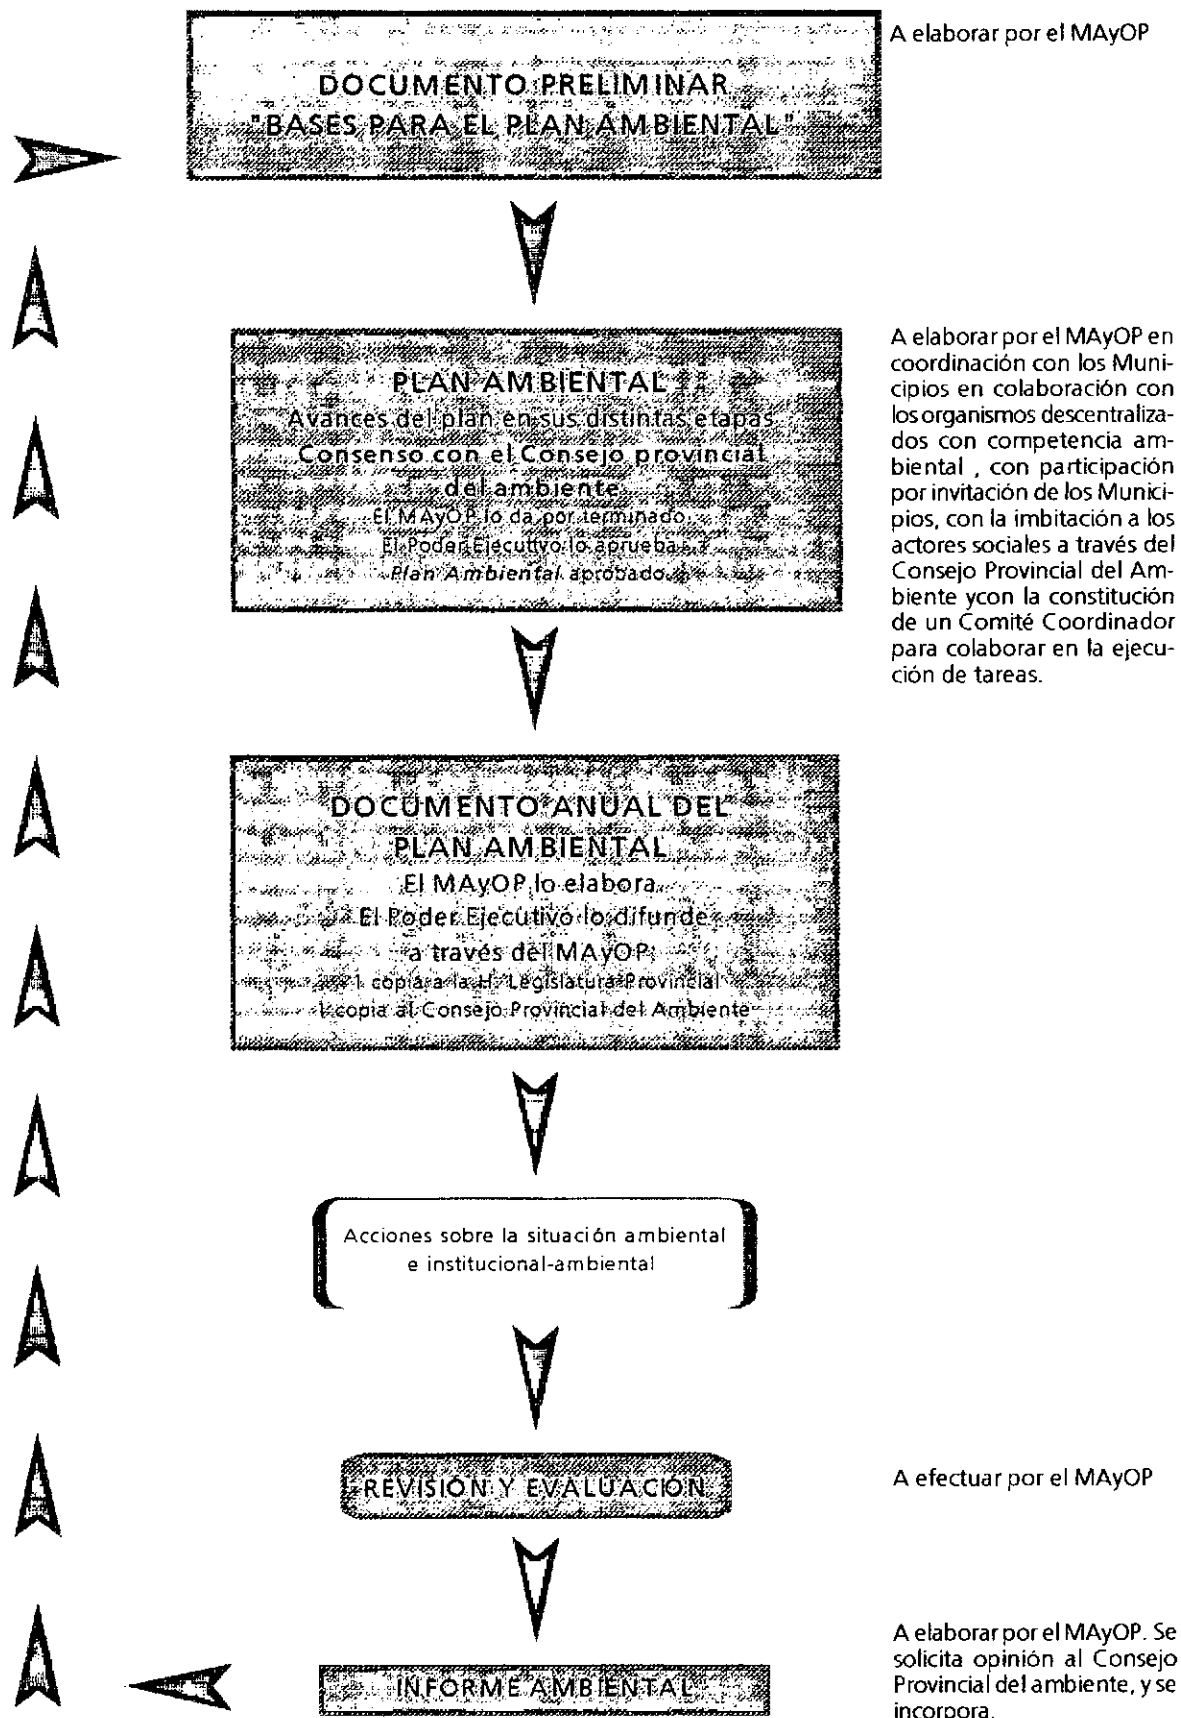 A elaborar por el MAyOP
DOCUMENTO PRELIMINAR
"BASES PARA EL PLAN AMBIENTAL"
PLAN AMBIENTAL
Avances del plan en sus distintas etapas
Consenso con el Consejo provincial
del ambiente
El MAyOP lo da por terminado
El Poder Ejecutivo lo aprueba
Plan Ambiental aprobado
A elaborar por el MAyOP en
coordinación con los Muni-
cipios en colaboración con
los organismos descentraliza-
dos con competencia am-
biental , con participación
por invitación de los Munici-
pios, con la imbitación a los
actores sociales a través del
Consejo Provincial del Am-
biente ycon la constitución
de un Comité Coordinador
para colaborar en la ejecu-
ción de tareas.
DOCUMENTO ANUAL DEL
PLAN AMBIENTAL
El MAyOP lo elabora
El Poder Ejecutivo lo difunde
a través del MAyOP:
1 copia a la H. Legislatura Provincial
1 copia al Consejo Provincial del Ambiente
Acciones sobre la situación ambiental
e institucional-ambiental
REVISIÓN Y EVALUACIÓN
A efectuar por el MAyOP
INFORME AMBIENTAL
A elaborar por el MAyOP. Se
solicita opinión al Consejo
Provincial del ambiente, y se
incorpora.